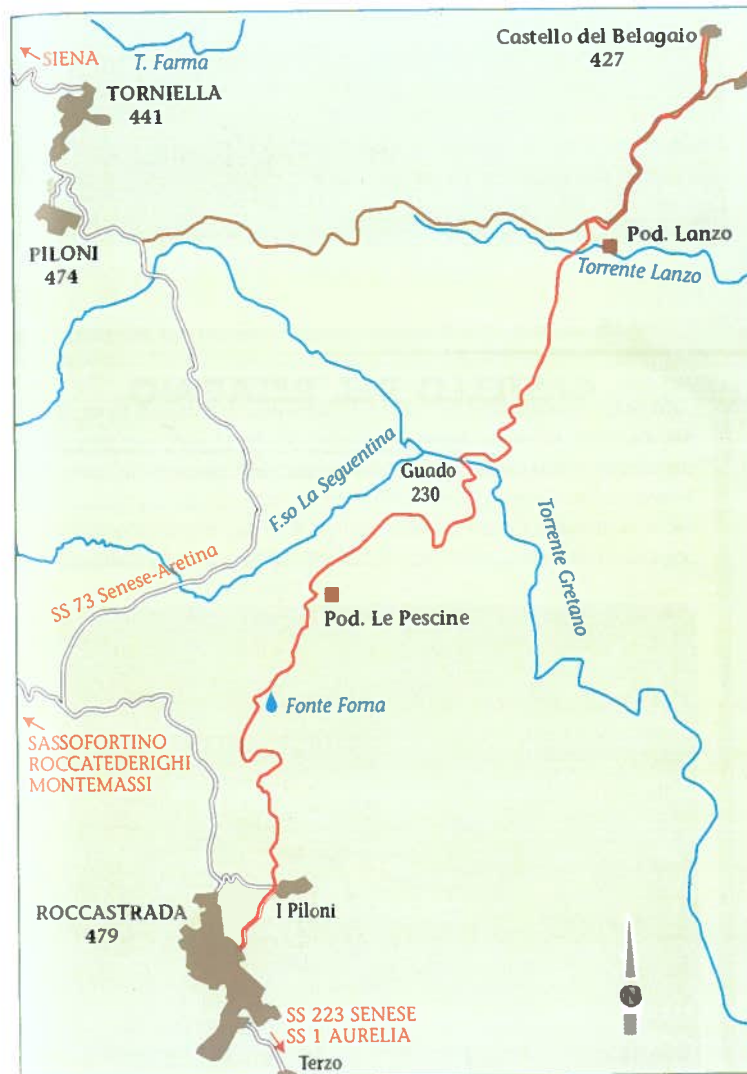 SIENA
T. Farma
Castello del Belagaio
427
TORNIELLA
441
PILONI
474
Pod. Lanzo
Torrente Lanzo
F.so La Seguentina
Guado
230
Torrente Gretano
SS 73 Senese-Aretina
Pod. Le Pescine
Fonte Forna
SASSOFORTINO
ROCCATEDERIGHI
MONTEMASSI
ROCCASTRADA
479
I Piloni
N
SS 223 SENESE
SS 1 AURELIA
Terzo